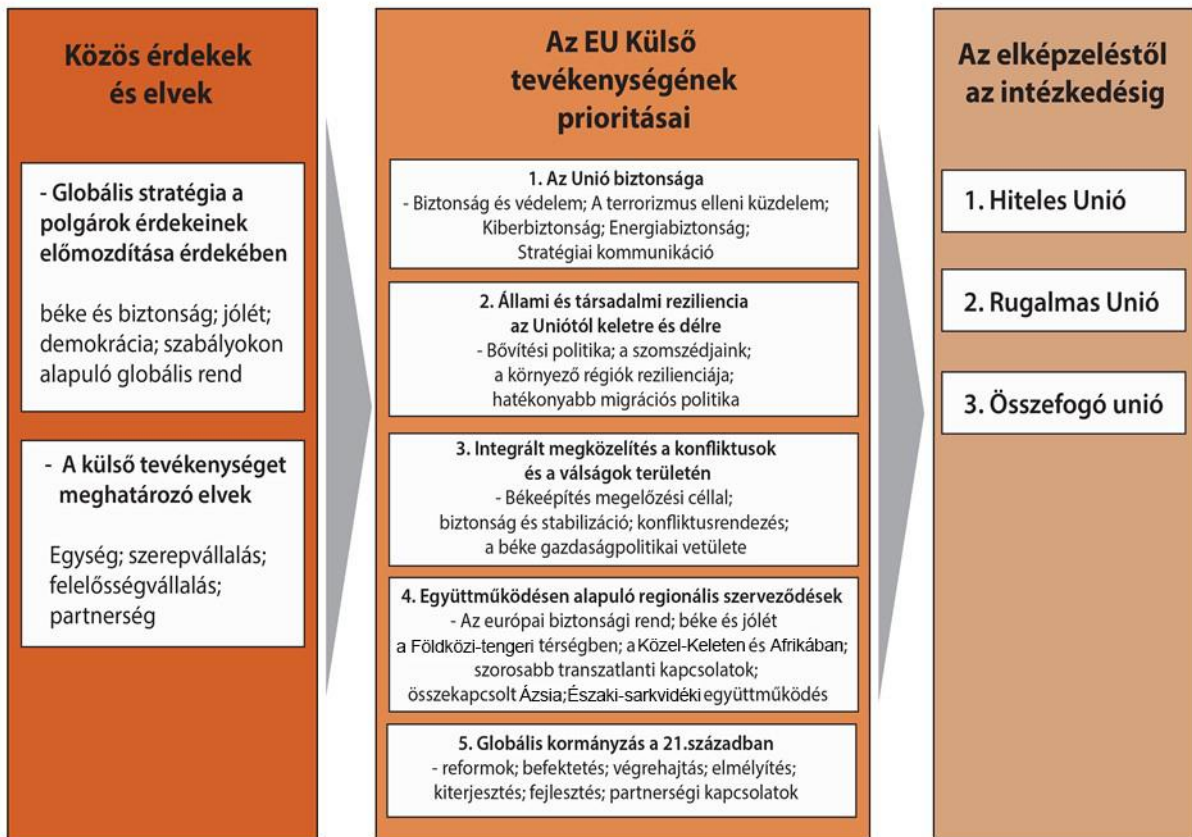 Közös érdekek
és elvek
- Globális stratégia a
polgárok érdekeinek
előmozdítása érdekében
béke és biztonság; jólét;
demokrácia; szabályokon
alapuló globális rend
- A külső tevékenységet
meghatározó elvek
Egység; szerepvállalás;
felelősségvállalás;
partnerség
Az EU Külső
tevékenységének
prioritásai
1. Az Unió biztonsága
- Biztonság és védelem; A terrorizmus elleni küzdelem;
Kiberbiztonság; Energiabiztonság;
Stratégiai kommunikáció
2. Állami és társadalmi reziliencia
az Uniótól keletre és délre
- Bővítési politika; a szomszédjaink;
a környező régiók rezilienciája;
hatékonyabb migrációs politika
3. Integrált megközelítés a konfliktusok
és a válságok területén
- Békeépítés megelőzési céllal;
biztonság és stabilizáció; konfliktusrendezés;
a béke gazdaságpolitikai vetülete
4. Együttműködésen alapuló regionális szerveződések
- Az európai biztonsági rend; béke és jólét
a Földközi-tengeri térségben; a Közel-Keleten és Afrikában;
szorosabb transzatlanti kapcsolatok;
összekapcsolt Ázsia; Északi-sarkvidéki együttműködés
5. Globális kormányzás a 21.században
- reformok; befektetés; végrehajtás; elmélyítés;
kiterjesztés; fejlesztés; partnerségi kapcsolatok
Az elképzeléstől
az intézkedésig
1. Hiteles Unió
2. Rugalmas Unió
3. Összefogó unió